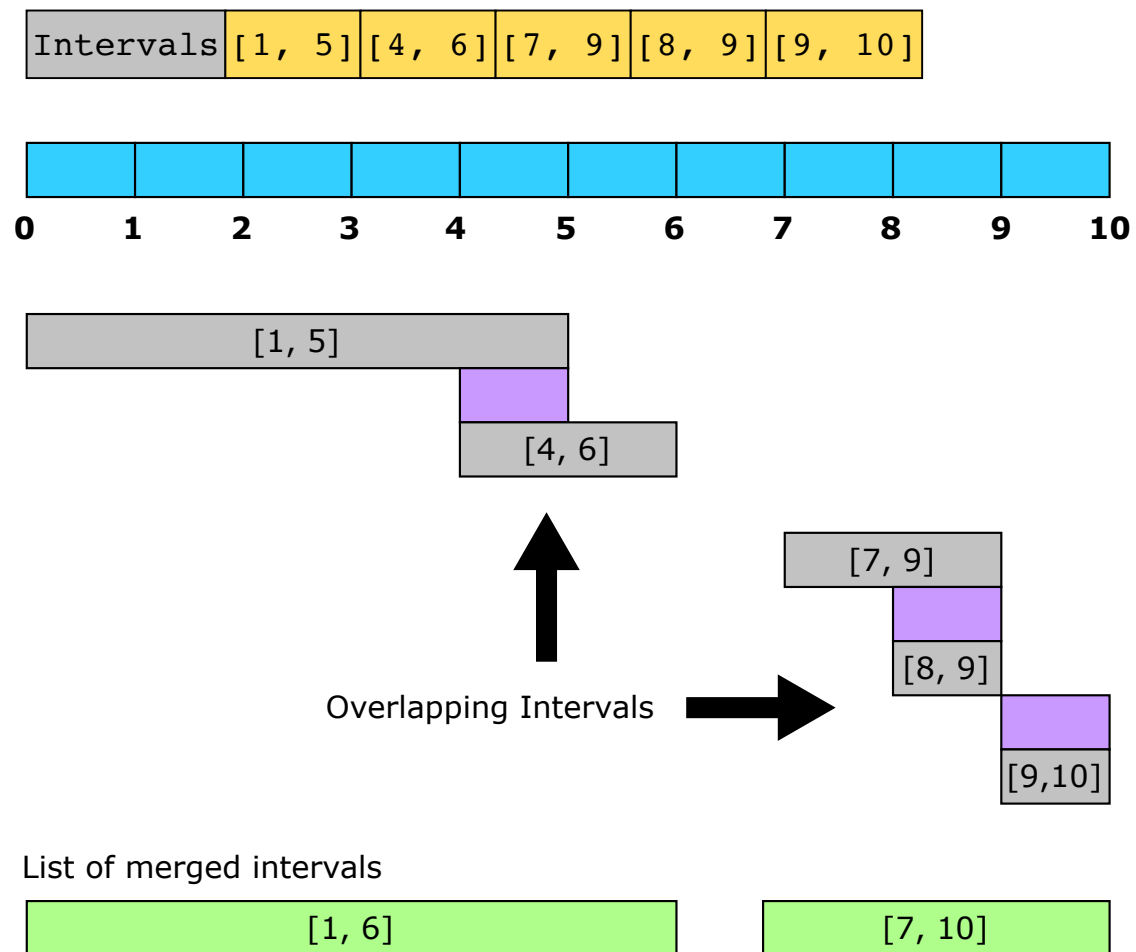 Intervals [1, 5] [4, 6] [7, 9] [8, 9] [9, 10]
0 1 2 3 4 5 6 7 8 9 10
[1, 5]
[4, 6]
[7, 9]
[8, 9]
Overlapping Intervals
[9,10]
List of merged intervals
[1, 6] [7, 10]